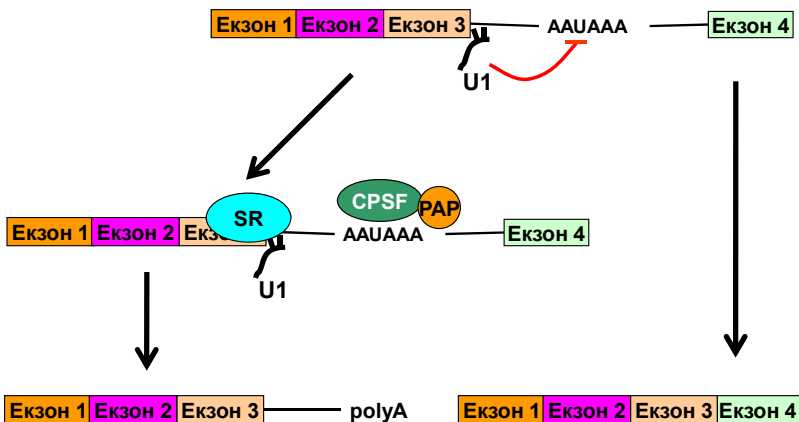 Екзон 1 Екзон 2 Екзон 3 AAUAAA Екзон 4
U1
SR CPSF PAP
Екзон 1 Екзон 2 Екзо AAUAAA Екзон 4
U1
Екзон 1 Екзон 2 Екзон 3 polyA Екзон 1 Екзон 2 Екзон 3 Екзон 4